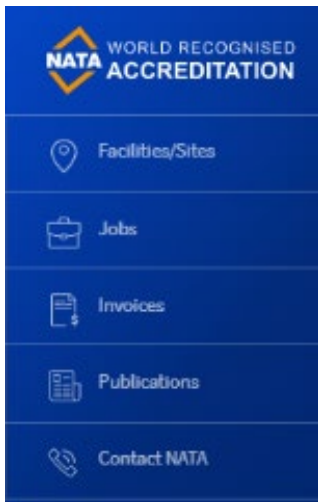 NATA
WORLD RECOGNISED
ACCREDITATION
Facilities/Sites
Jobs
Invoices
Publications
Contact NATA